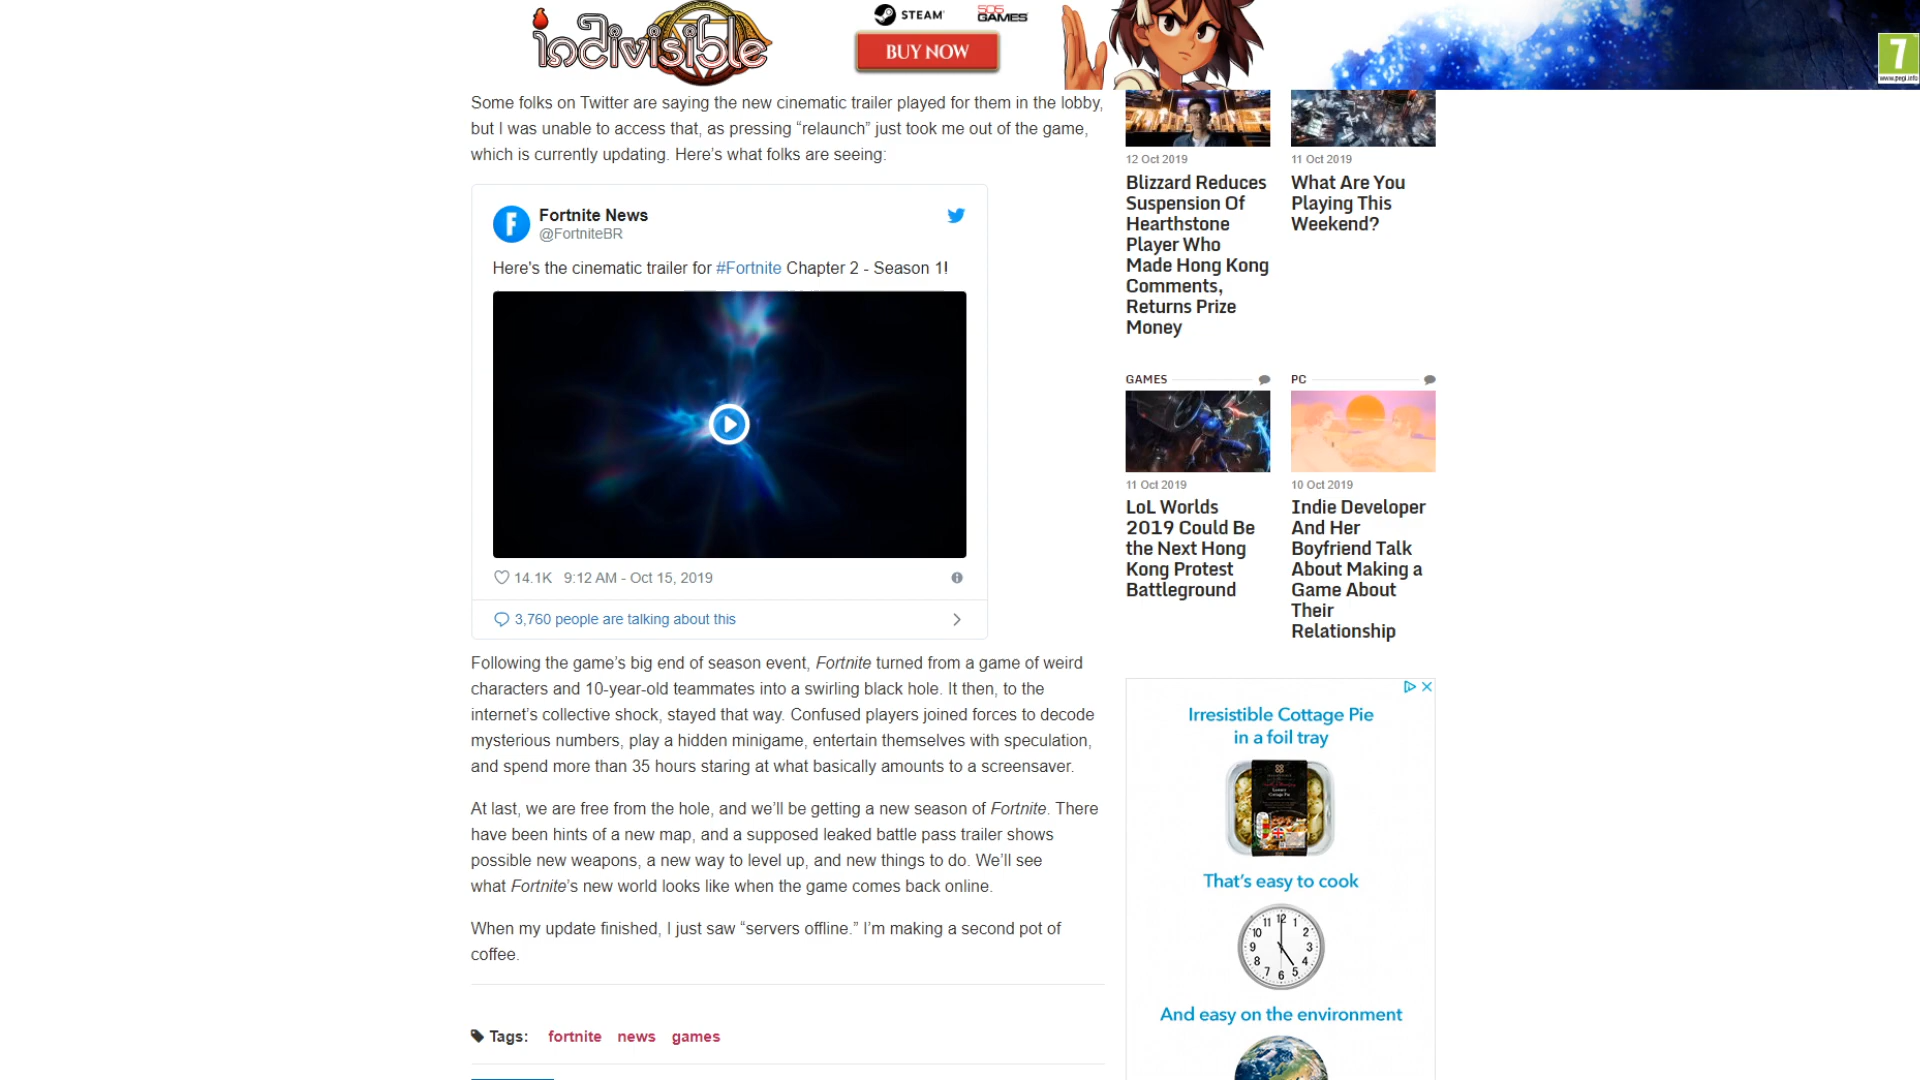 indivisible
STEAM
505 GAMES
BUY NOW
7
www.pegi.info
Some folks on Twitter are saying the new cinematic trailer played for them in the lobby,
but I was unable to access that, as pressing “relaunch” just took me out of the game,
which is currently updating. Here’s what folks are seeing:
Fortnite News
@FortniteBR
Here's the cinematic trailer for #Fortnite Chapter 2 - Season 1!
14.1K 9:12 AM - Oct 15, 2019
3,760 people are talking about this
Following the game’s big end of season event, Fortnite turned from a game of weird
characters and 10-year-old teammates into a swirling black hole. It then, to the
internet’s collective shock, stayed that way. Confused players joined forces to decode
mysterious numbers, play a hidden minigame, entertain themselves with speculation,
and spend more than 35 hours staring at what basically amounts to a screensaver.
At last, we are free from the hole, and we’ll be getting a new season of Fortnite. There
have been hints of a new map, and a supposed leaked battle pass trailer shows
possible new weapons, a new way to level up, and new things to do. We’ll see
what Fortnite’s new world looks like when the game comes back online.
When my update finished, I just saw “servers offline.” I’m making a second pot of
coffee.
Tags: fortnite news games
12 Oct 2019
Blizzard Reduces
Suspension Of
Hearthstone
Player Who
Made Hong Kong
Comments,
Returns Prize
Money
11 Oct 2019
What Are You
Playing This
Weekend?
GAMES
11 Oct 2019
LoL Worlds
2019 Could Be
the Next Hong
Kong Protest
Battleground
PC
10 Oct 2019
Indie Developer
And Her
Boyfriend Talk
About Making a
Game About
Their
Relationship
Irresistible Cottage Pie
in a foil tray
Cottage Pie
That’s easy to cook
12 1 2 3 4 5 6 7 8 9 10 11
And easy on the environment